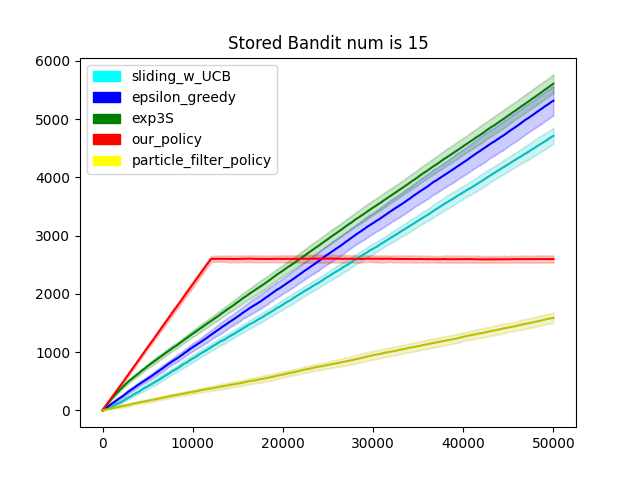 Stored Bandit num is 15
6000
5000
4000
3000
2000
1000
0
sliding_w_UCB
epsilon_greedy
exp3S
our_policy
particle_filter_policy
0 10000 20000 30000 40000 50000